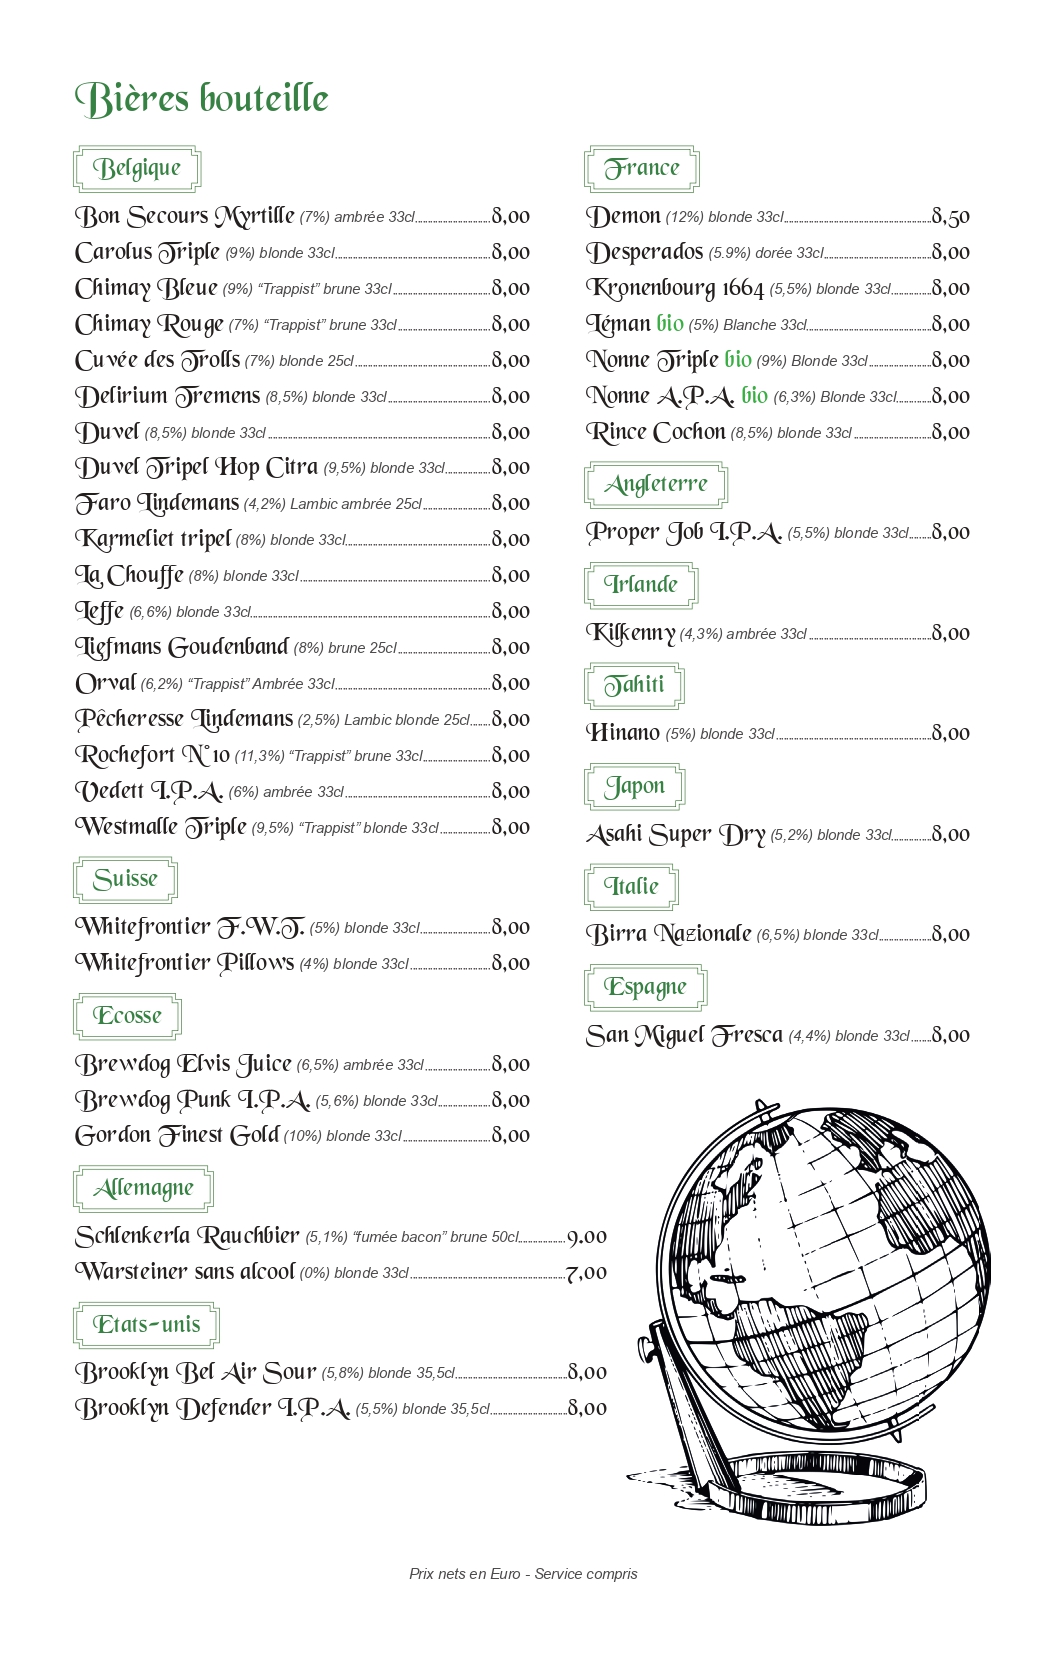 Bières bouteille
Belgique
Bon Secours Myrtille (7%) ambrée 33cl 8,00
Carolus Triple (9%) blonde 33cl 8,00
Chimay Bleue (9%) “Trappist” brune 33cl 8,00
Chimay Rouge (7%) “Trappist” brune 33cl 8,00
Cuvée des Trolls (7%) blonde 25cl 8,00
Delirium Tremens (8,5%) blonde 33cl 8,00
Duvel (8,5%) blonde 33cl 8,00
Duvel Tripel Hop Citra (9,5%) blonde 33cl 8,00
Faro Lindemans (4,2%) Lambic ambrée 25cl 8,00
Karmeliet tripel (8%) blonde 33cl 8,00
La Chouffe (8%) blonde 33cl 8,00
Leffe (6,6%) blonde 33cl 8,00
Liefmans Goudenband (8%) brune 25cl 8,00
Orval (6,2%) “Trappist” Ambrée 33cl 8,00
Pêcheresse Lindemans (2,5%) Lambic blonde 25cl 8,00
Rochefort N°10 (11,3%) “Trappist” brune 33cl 8,00
Vedett I.P.A. (6%) ambrée 33cl 8,00
Westmalle Triple (9,5%) “Trappist” blonde 33cl 8,00
Suisse
Whitefrontier F.W.T. (5%) blonde 33cl 8,00
Whitefrontier Pillows (4%) blonde 33cl 8,00
Ecosse
Brewdog Elvis Juice (6,5%) ambrée 33cl 8,00
Brewdog Punk I.P.A. (5,6%) blonde 33cl 8,00
Gordon Finest Gold (10%) blonde 33cl 8,00
Allemagne
Schlenkerla Rauchbier (5,1%) “fumée bacon” brune 50cl 9.00
Warsteiner sans alcool (0%) blonde 33cl 7,00
Etats-unis
Brooklyn Bel Air Sour (5,8%) blonde 35,5cl 8,00
Brooklyn Defender I.P.A. (5,5%) blonde 35,5cl 8,00
France
Demon (12%) blonde 33cl 8,50
Desperados (5.9%) dorée 33cl 8,00
Kronenbourg 1664 (5,5%) blonde 33cl 8,00
Léman bio (5%) Blanche 33cl 8,00
Nonne Triple bio (9%) Blonde 33cl 8,00
Nonne A.P.A. bio (6,3%) Blonde 33cl 8,00
Rince Cochon (8,5%) blonde 33cl 8,00
Angleterre
Proper Job I.P.A. (5,5%) blonde 33cl 8,00
Irlande
Kilkenny (4,3%) ambrée 33cl 8,00
Tahiti
Hinano (5%) blonde 33cl 8,00
Japon
Asahi Super Dry (5,2%) blonde 33cl 8,00
Italie
Birra Nazionale (6,5%) blonde 33cl 8,00
Espagne
San Miguel Fresca (4,4%) blonde 33cl 8,00
Prix nets en Euro - Service compris